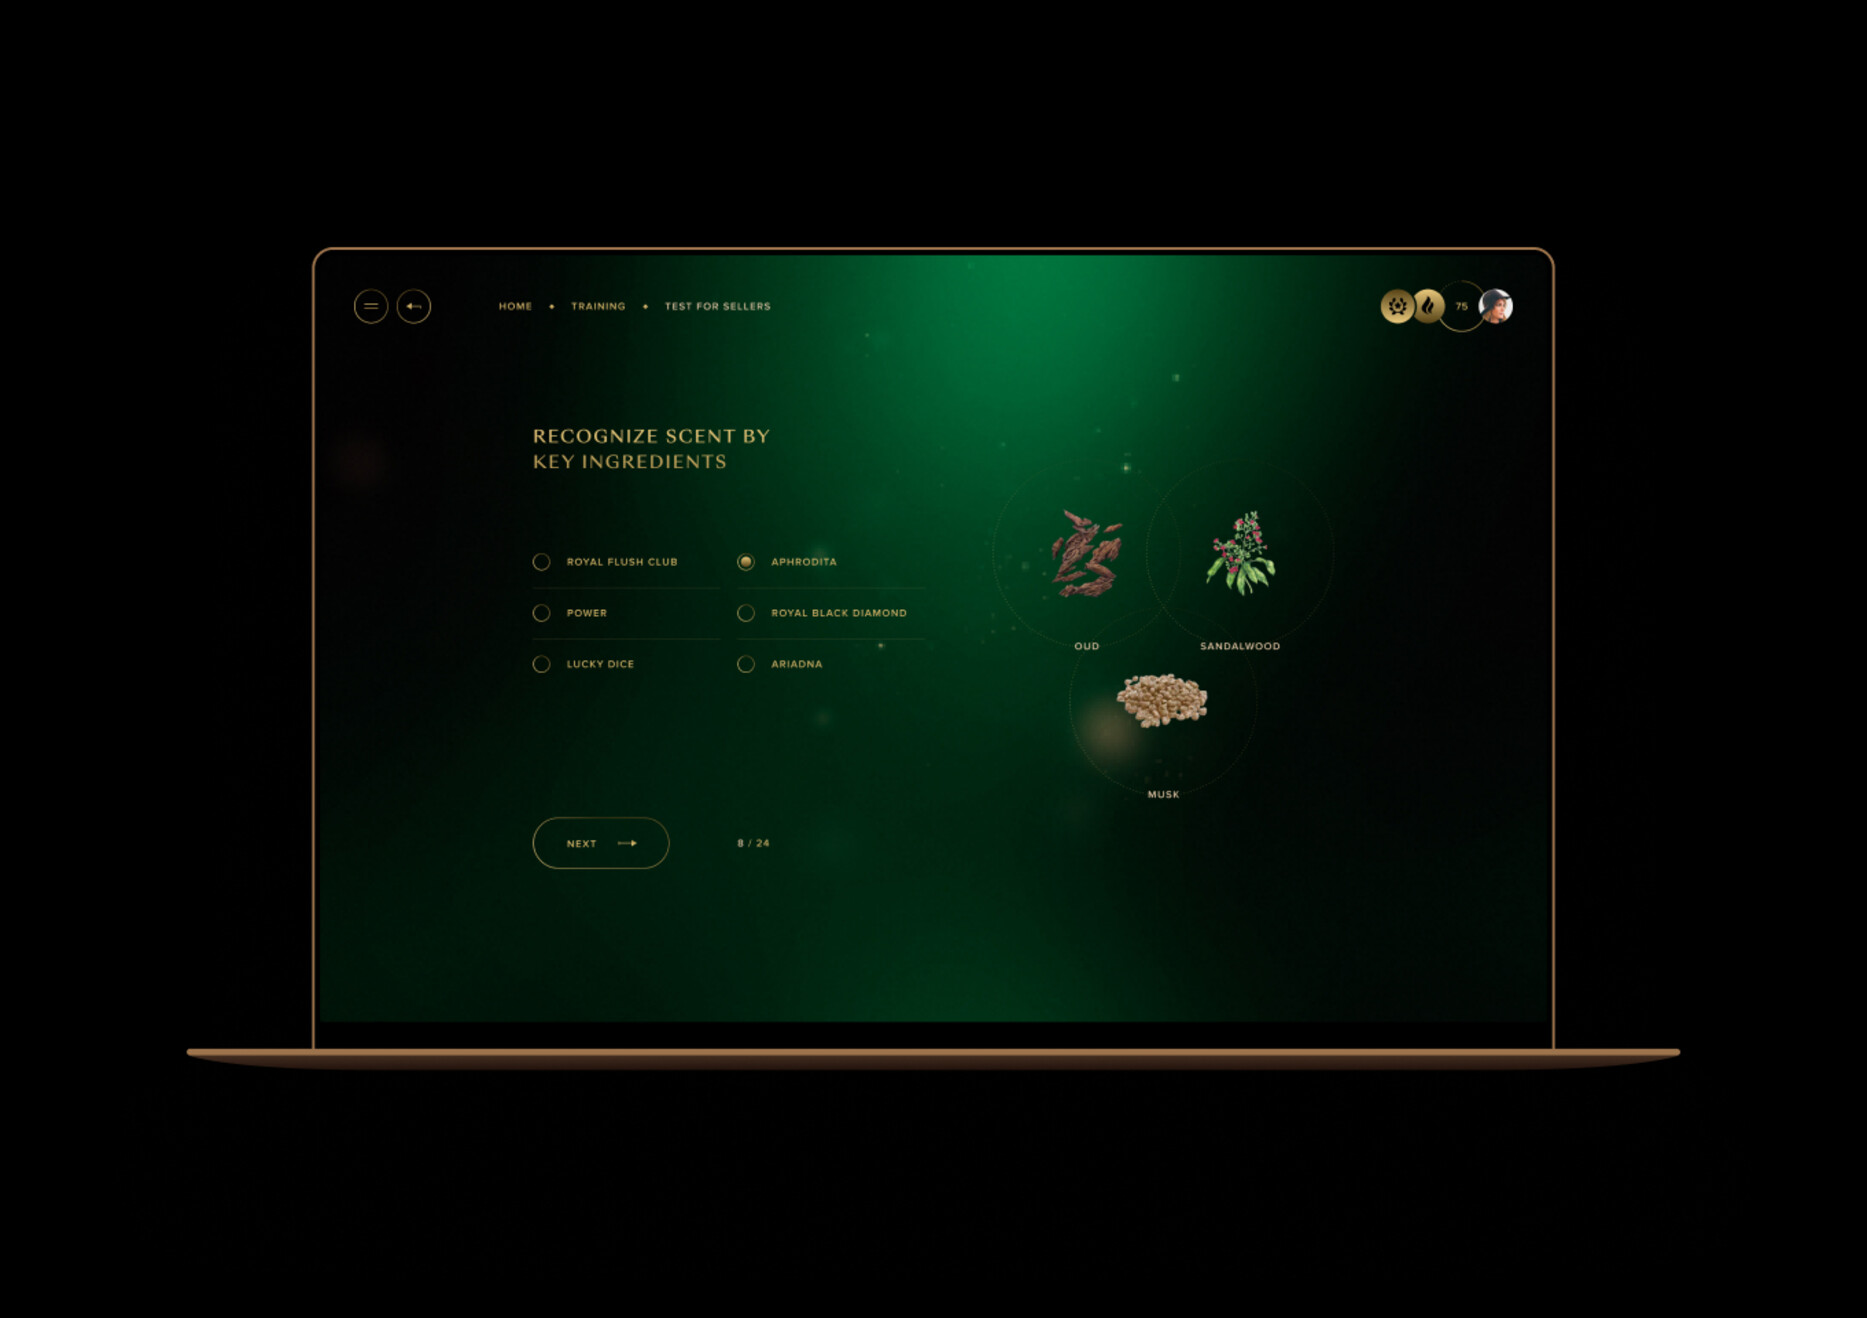 HOME
TRAINING
TEST FOR SELLERS
75
RECOGNIZE SCENT BY
KEY INGREDIENTS
ROYAL FLUSH CLUB
APHRODITA
POWER
ROYAL BLACK DIAMOND
LUCKY DICE
ARIADNA
OUD
SANDALWOOD
MUSK
NEXT
8 / 24